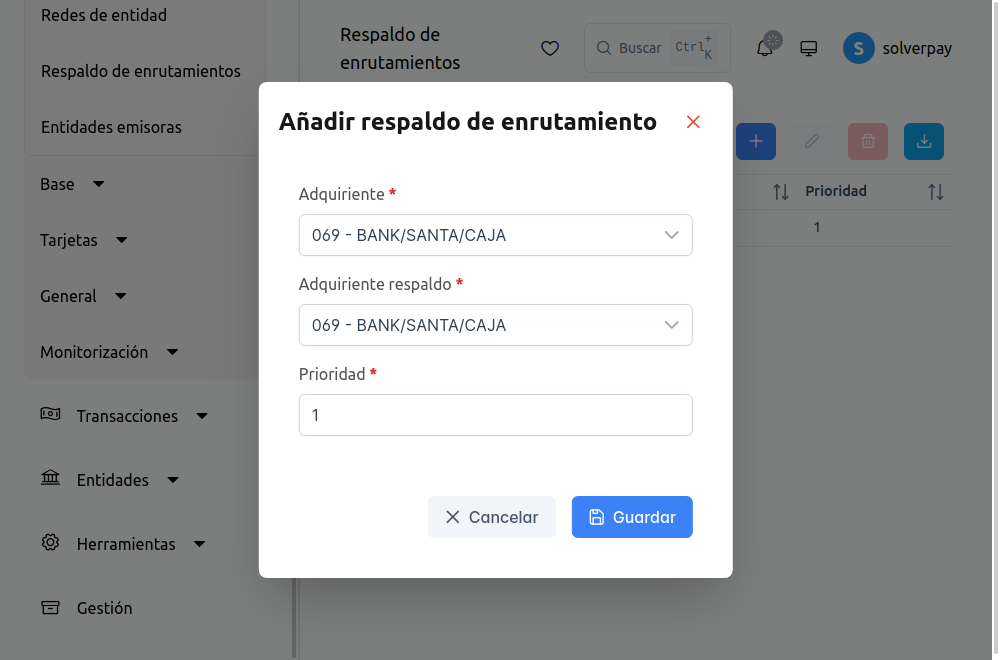 Redes de entidad
Respaldo de enrutamientos
Entidades emisoras
Base
Tarjetas
General
Monitorización
Transacciones
Entidades
Herramientas
Gestión
Respaldo de
enrutamientos
Buscar
Ctrl+K
S
solverpay
Prioridad
1
Añadir respaldo de enrutamiento
Adquiriente *
069 - BANK/SANTA/CAJA
Adquiriente respaldo *
069 - BANK/SANTA/CAJA
Prioridad *
1
Cancelar
Guardar